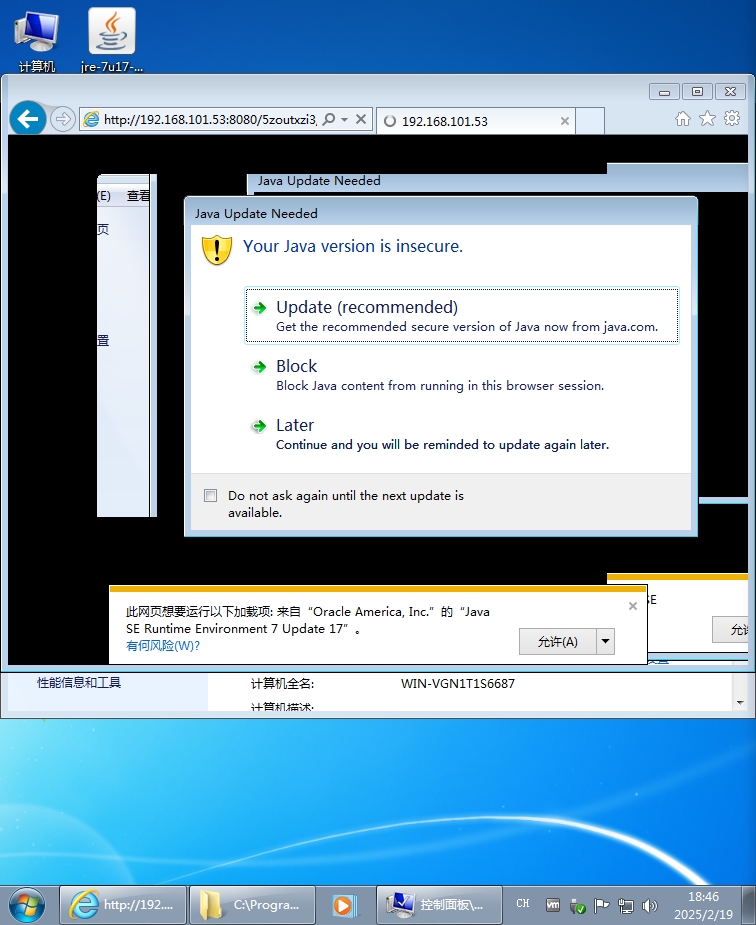 计算机
jre-7u17-...
http://192.168.101.53:8080/5zoutxzi3,
192.168.101.53
(E) 查看
页
置
Java Update Needed
Java Update Needed
Your Java version is insecure.
Update (recommended)
Get the recommended secure version of Java now from java.com.
Block
Block Java content from running in this browser session.
Later
Continue and you will be reminded to update again later.
Do not ask again until the next update is
available.
此网页想要运行以下加载项: 来自“Oracle America, Inc.”的“Java
SE Runtime Environment 7 Update 17”。
有何风险(W)?
允许(A)
SE
允许
性能信息和工具
计算机全名:
WIN-VGN1T1S6687
计算机描述:
http://192....
C:\Progra...
控制面板\...
CH
vm
18:46
2025/2/19